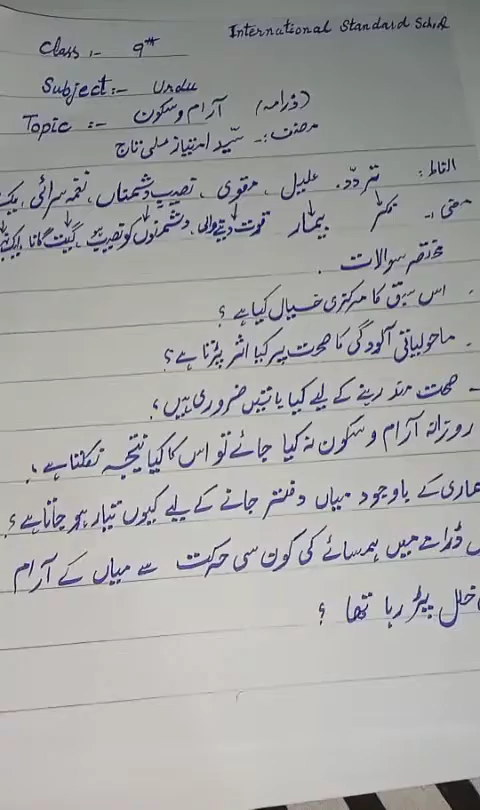 International Standard School
Class :- 9th
Subject :- Urdu
Topic :- آرام و سکون (ڈرامہ)
مصنف :- سیّد امتیاز علی تاج
الفاظ : تردّد، علیل، مقوی، نصیبِ دشمناں، نغمہ سرائی،
معنی :- فکر بیمار قوت دینے والی، دشمنوں کو نصیب ہو، گیت گانا
مختصر سوالات
اس سبق کا مرکزی خیال کیا ہے ؟
ماحولیاتی آلودگی کا صحت پر کیا اثر پڑتا ہے ؟
صحت مند رہنے کے لیے کیا باتیں ضروری ہیں ؟
روزانہ آرام و سکون نہ کیا جائے تو اس کا کیا نتیجہ نکلتا ہے ؟
کے باوجود میاں دفتر جانے کے لیے کیوں تیار ہو جاتا ہے ؟
ڈرامے میں ہمسائے کی کون سی حرکت سے میاں کے آرام
خلل پڑ رہا تھا ؟